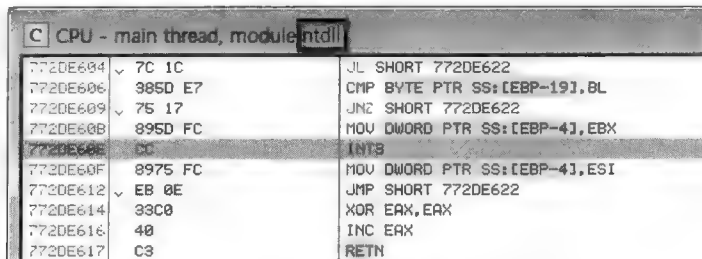 C CPU - main thread, module ntdll
772DE604 7C 1C JL SHORT 772DE622
772DE606 385D E7 CMP BYTE PTR SS:[EBP-19],BL
772DE609 75 17 JNZ SHORT 772DE622
772DE60B 895D FC MOV DWORD PTR SS:[EBP-4],EBX
772DE60E CC INT3
772DE60F 8975 FC MOV DWORD PTR SS:[EBP-4],ESI
772DE612 EB 0E JMP SHORT 772DE622
772DE614 33C0 XOR EAX,EAX
772DE616 40 INC EAX
772DE617 C3 RETN